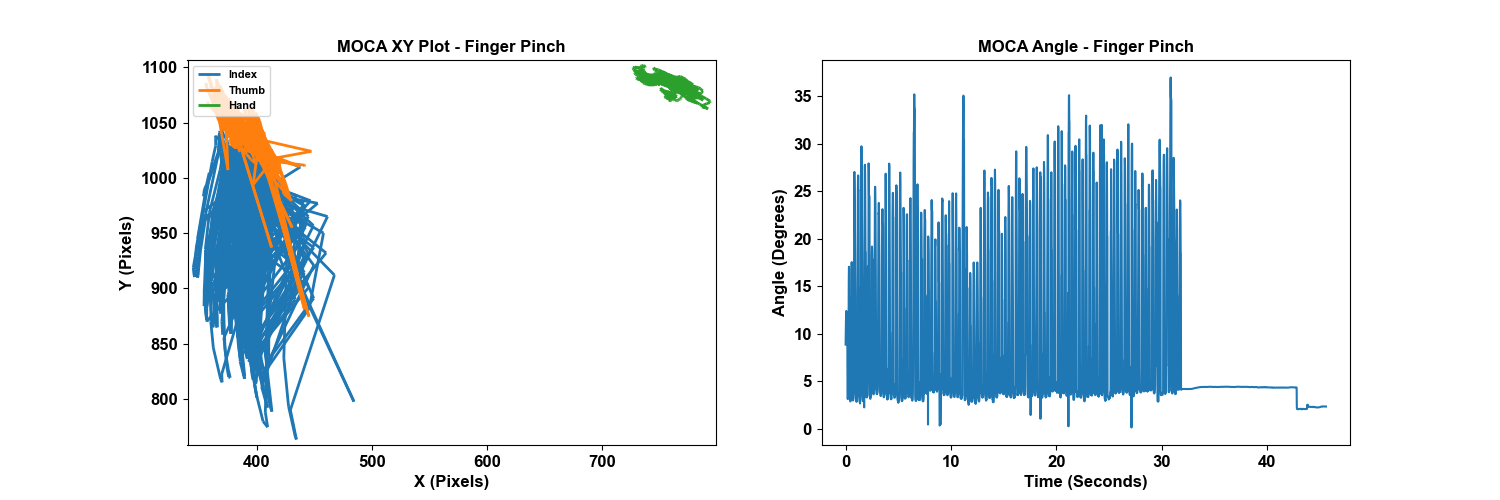 MOCA XY Plot - Finger Pinch
Index
Thumb
Hand
1100
1050
1000
950
900
850
800
Y (Pixels)
400 500 600 700
X (Pixels)
MOCA Angle - Finger Pinch
35
30
25
20
15
10
5
0
Angle (Degrees)
0 10 20 30 40
Time (Seconds)